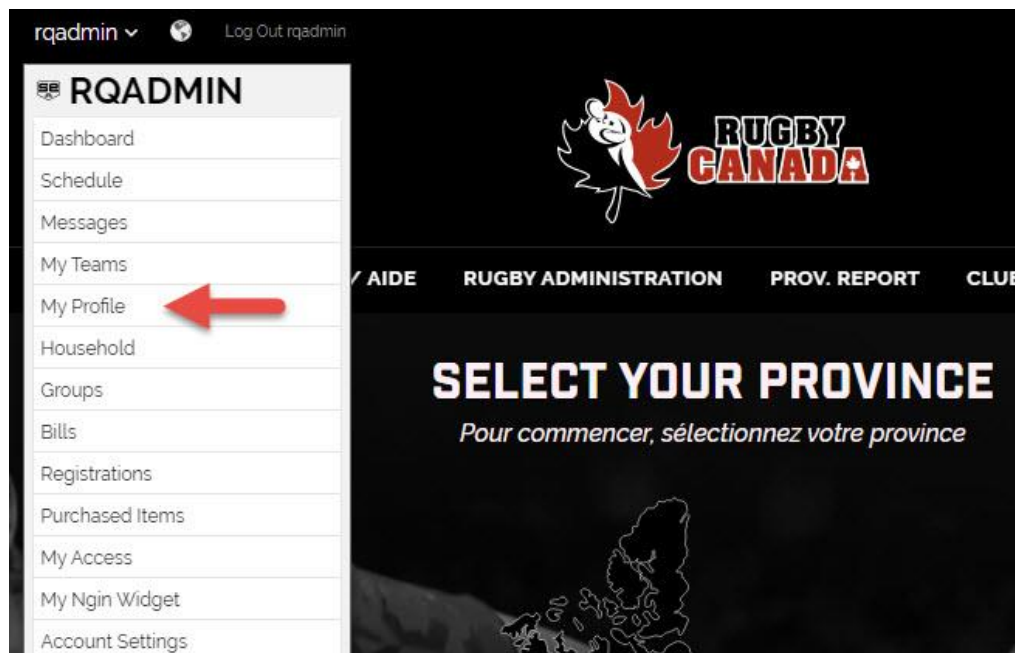 rqadmin
Log Out rqadmin
RQADMIN
Dashboard
Schedule
Messages
My Teams
My Profile
Household
Groups
Bills
Registrations
Purchased Items
My Access
My Ngin Widget
Account Settings
RUGBY
CANADA
/ AIDE RUGBY ADMINISTRATION PROV. REPORT CLUB
SELECT YOUR PROVINCE
Pour commencer, sélectionnez votre province